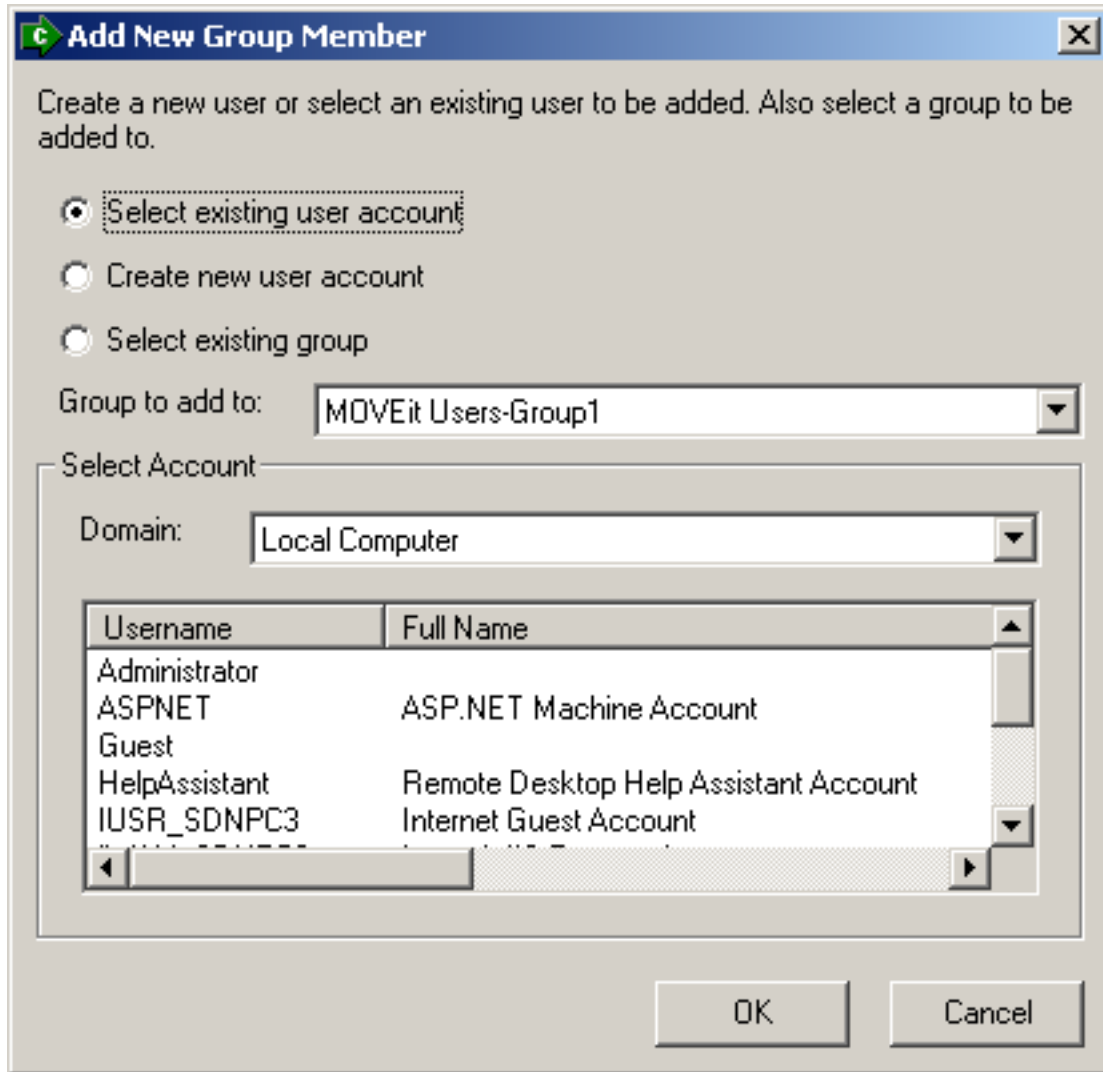 C Add New Group Member
Create a new user or select an existing user to be added. Also select a group to be
added to.
Select existing user account
Create new user account
Select existing group
Group to add to: MOVEit Users-Group1
Select Account
Domain: Local Computer
Username Full Name
Administrator
ASPNET ASP.NET Machine Account
Guest
HelpAssistant Remote Desktop Help Assistant Account
IUSR_SDNPC3 Internet Guest Account
OK Cancel